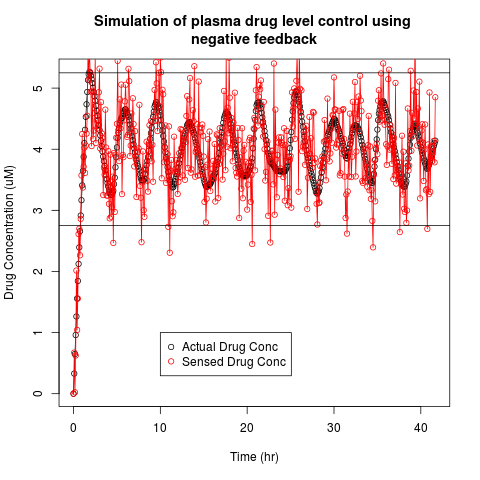 Simulation of plasma drug level control using
negative feedback
Drug Concentration (uM)
5
4
3
2
1
0
Actual Drug Conc
Sensed Drug Conc
0
10
20
30
40
Time (hr)